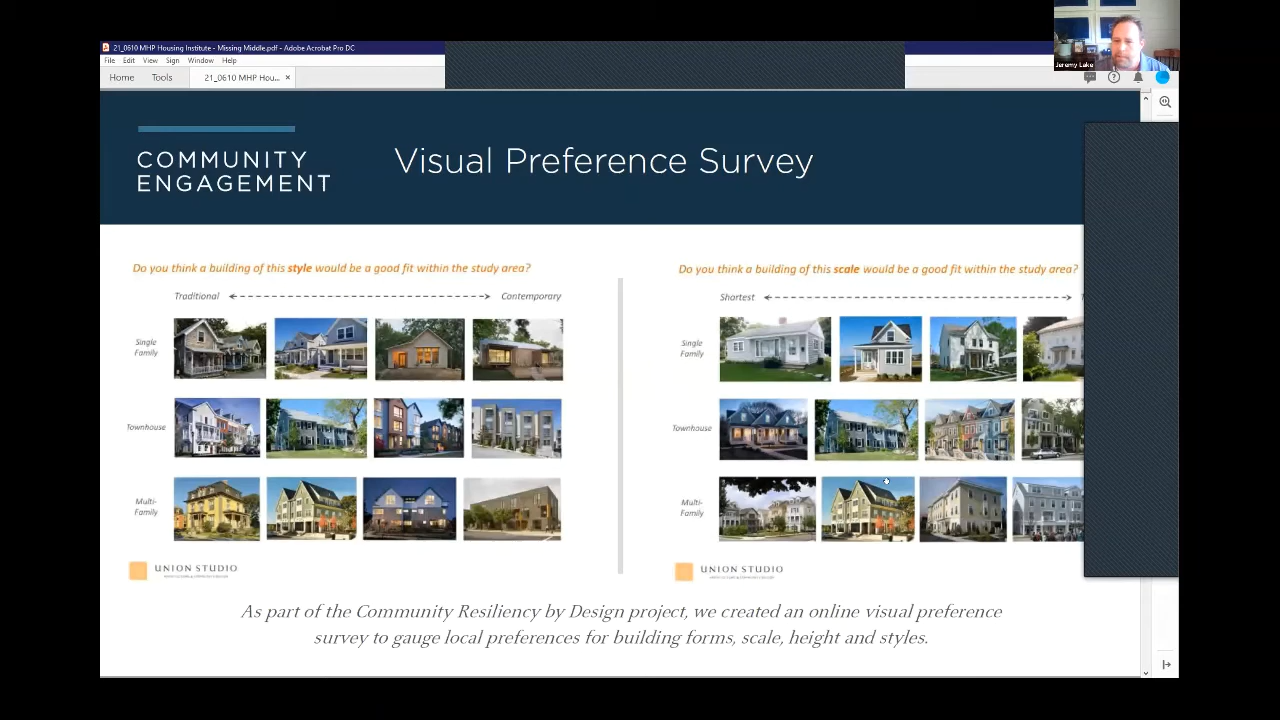 21_0610 MHP Housing Institute - Missing Middle.pdf - Adobe Acrobat Pro DC
File Edit View Sign Window Help
Home Tools 21_0610 MHP Hou... ×
Jeremy Lake
COMMUNITY
ENGAGEMENT
Visual Preference Survey
Do you think a building of this style would be a good fit within the study area?
Traditional Contemporary
Single
Family
Townhouse
Multi-
Family
UNION STUDIO
Do you think a building of this scale would be a good fit within the study area?
Shortest
Single
Family
Townhouse
Multi-
Family
UNION STUDIO
As part of the Community Resiliency by Design project, we created an online visual preference
survey to gauge local preferences for building forms, scale, height and styles.